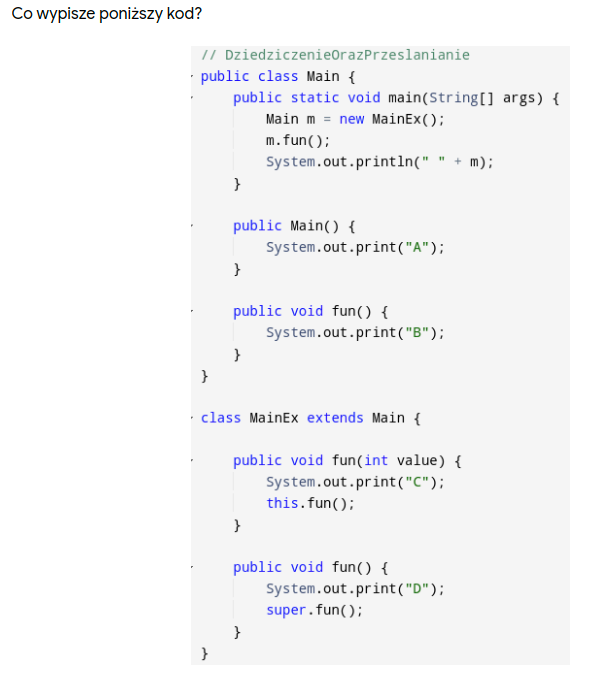 Co wypisze poniższy kod?
// DziedziczenieOrazPrzeslanianie
public class Main {
public static void main(String[] args) {
Main m = new MainEx();
m.fun();
System.out.println(" " + m);
}
public Main() {
System.out.print("A");
}
public void fun() {
System.out.print("B");
}
}
class MainEx extends Main {
public void fun(int value) {
System.out.print("C");
this.fun();
}
public void fun() {
System.out.print("D");
super.fun();
}
}